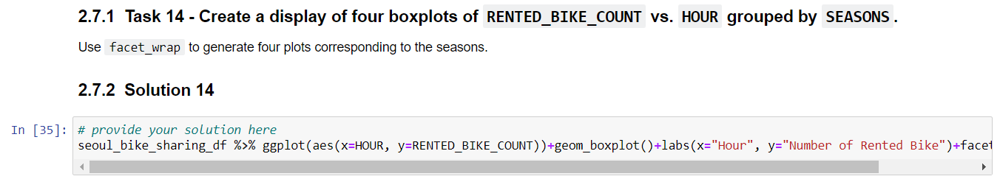 2.7.1 Task 14 - Create a display of four boxplots of RENTED_BIKE_COUNT vs. HOUR grouped by SEASONS.
Use facet_wrap to generate four plots corresponding to the seasons.
2.7.2 Solution 14
In [35]: # provide your solution here
seoul_bike_sharing_df %>% ggplot(aes(x=HOUR, y=RENTED_BIKE_COUNT))+geom_boxplot()+labs(x="Hour", y="Number of Rented Bike")+facet